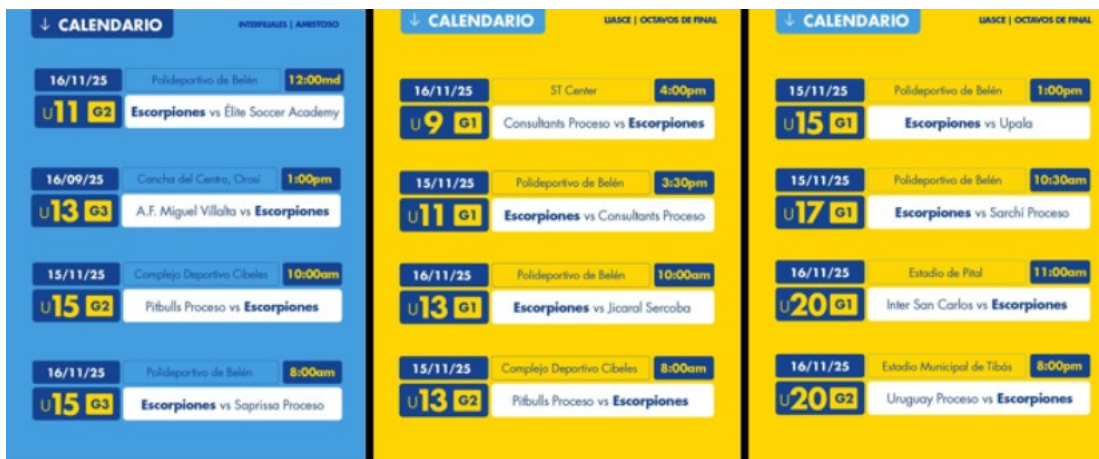 ↓ CALENDARIO
INTERFILIALES | AMISTOSO
16/11/25 Polideportivo de Belén 12:00md
U11 G2 Escorpiones vs Élite Soccer Academy
16/09/25 Cancha del Centro, Orosi 1:00pm
U13 G3 A.F. Miguel Villalta vs Escorpiones
15/11/25 Complejo Deportivo Cibeles 10:00am
U15 G2 Pitbulls Proceso vs Escorpiones
16/11/25 Polideportivo de Belén 8:00am
U15 G3 Escorpiones vs Saprissa Proceso
↓ CALENDARIO
LIASCE | OCTAVOS DE FINAL
16/11/25 ST Center 4:00pm
U9 G1 Consultants Proceso vs Escorpiones
15/11/25 Polideportivo de Belén 3:30pm
U11 G1 Escorpiones vs Consultants Proceso
16/11/25 Polideportivo de Belén 10:00am
U13 G1 Escorpiones vs Jicaral Sercoba
15/11/25 Complejo Deportivo Cibeles 8:00am
U13 G2 Pitbulls Proceso vs Escorpiones
↓ CALENDARIO
LIASCE | OCTAVOS DE FINAL
15/11/25 Polideportivo de Belén 1:00pm
U15 G1 Escorpiones vs Upala
15/11/25 Polideportivo de Belén 10:30am
U17 G1 Escorpiones vs Sarchí Proceso
16/11/25 Estadio de Pital 11:00am
U20 G1 Inter San Carlos vs Escorpiones
16/11/25 Estadio Municipal de Tibás 8:00pm
U20 G2 Uruguay Proceso vs Escorpiones